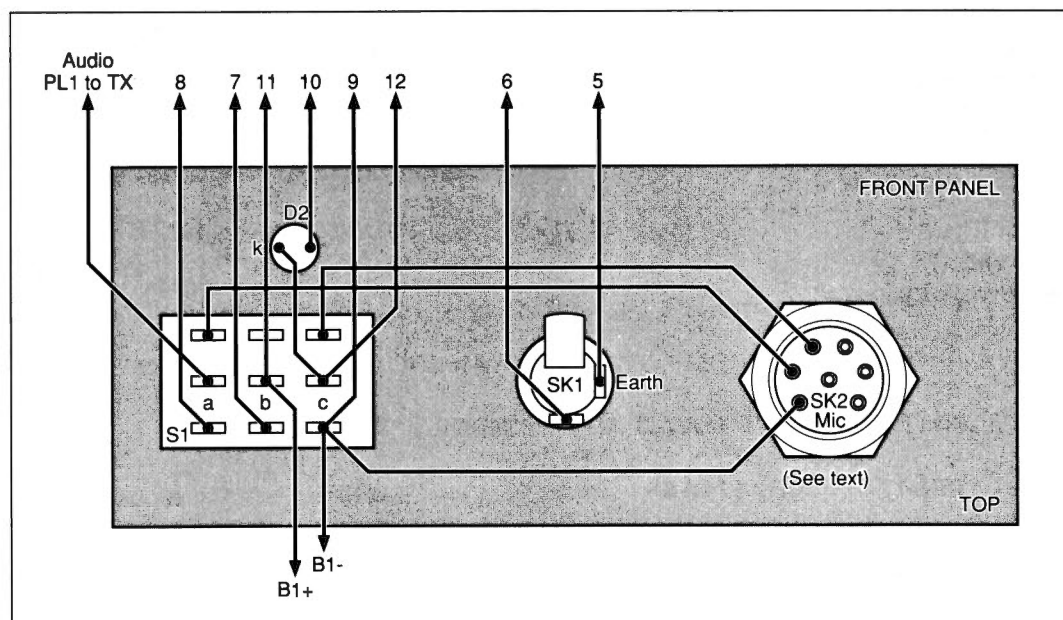 Audio
PL1 to TX
8
7
11
10
9
12
6
5
FRONT PANEL
D2
k
SK1
Earth
a
b
c
S1
SK2
Mic
(See text)
TOP
B1-
B1+